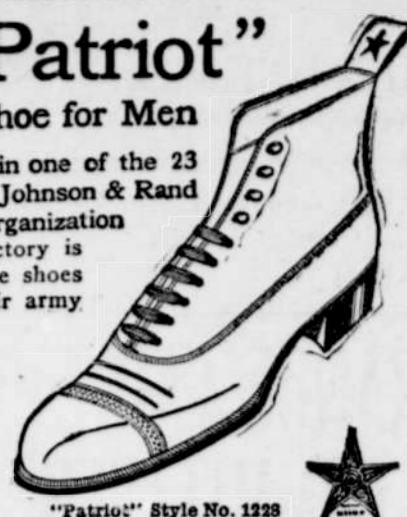 Patriot”
hoe for Men
in one of the 23
Johnson & Rand
rganization
ctory is
e shoes
r army
"Patriot" Style No. 1228